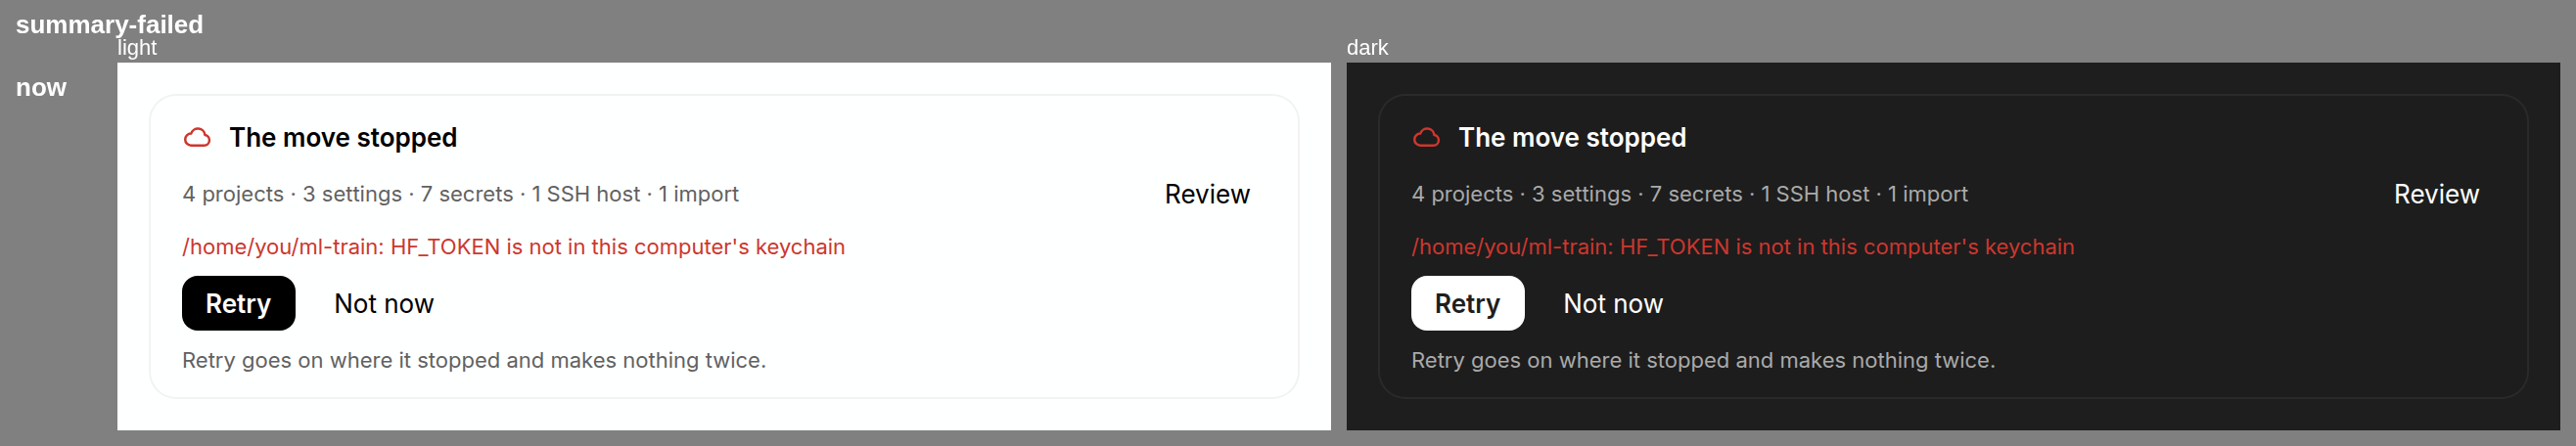 summary-failed
light
dark
now
The move stopped
4 projects · 3 settings · 7 secrets · 1 SSH host · 1 import
Review
/home/you/ml-train: HF_TOKEN is not in this computer's keychain
Retry
Not now
Retry goes on where it stopped and makes nothing twice.
The move stopped
4 projects · 3 settings · 7 secrets · 1 SSH host · 1 import
Review
/home/you/ml-train: HF_TOKEN is not in this computer's keychain
Retry
Not now
Retry goes on where it stopped and makes nothing twice.